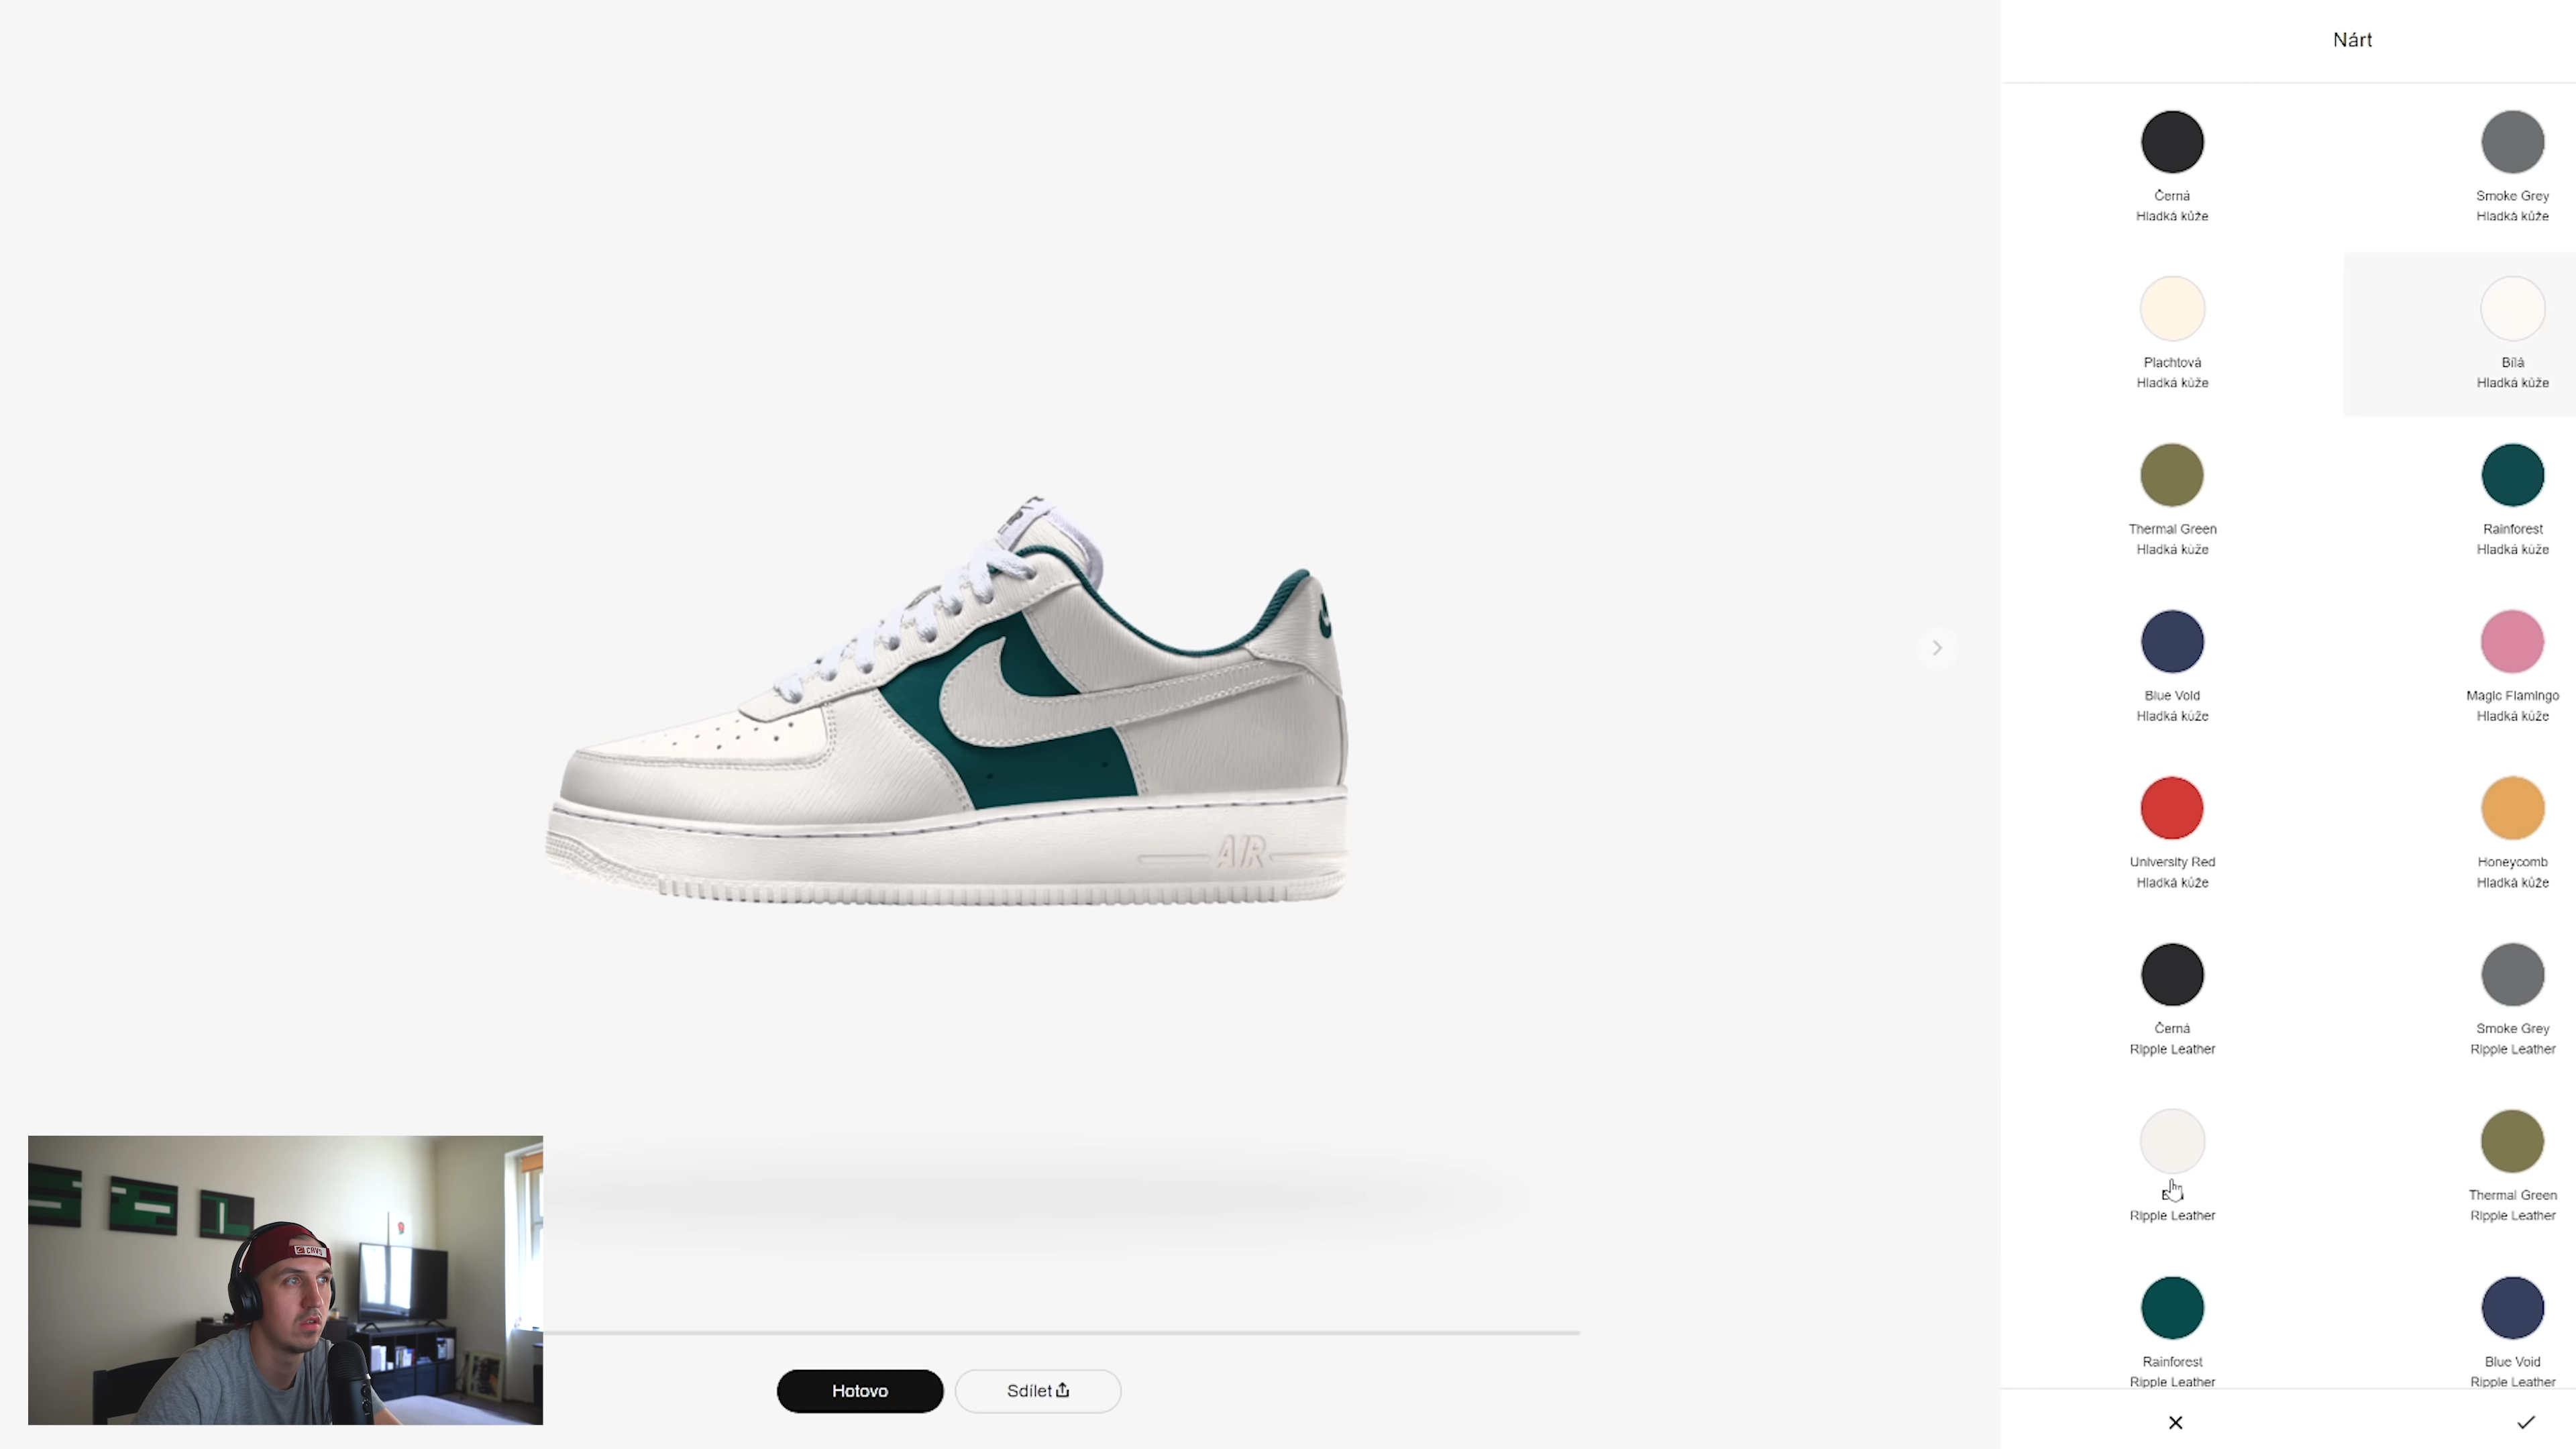 Nárt
Černá
Hladká kůže
Smoke Grey
Hladká kůže
Plachtová
Hladká kůže
Bílá
Hladká kůže
Thermal Green
Hladká kůže
Rainforest
Hladká kůže
Blue Void
Hladká kůže
Magic Flamingo
Hladká kůže
University Red
Hladká kůže
Honeycomb
Hladká kůže
Černá
Ripple Leather
Smoke Grey
Ripple Leather
Ripple Leather
Thermal Green
Ripple Leather
Rainforest
Ripple Leather
Blue Void
Ripple Leather
AIR
Hotovo
Sdílet